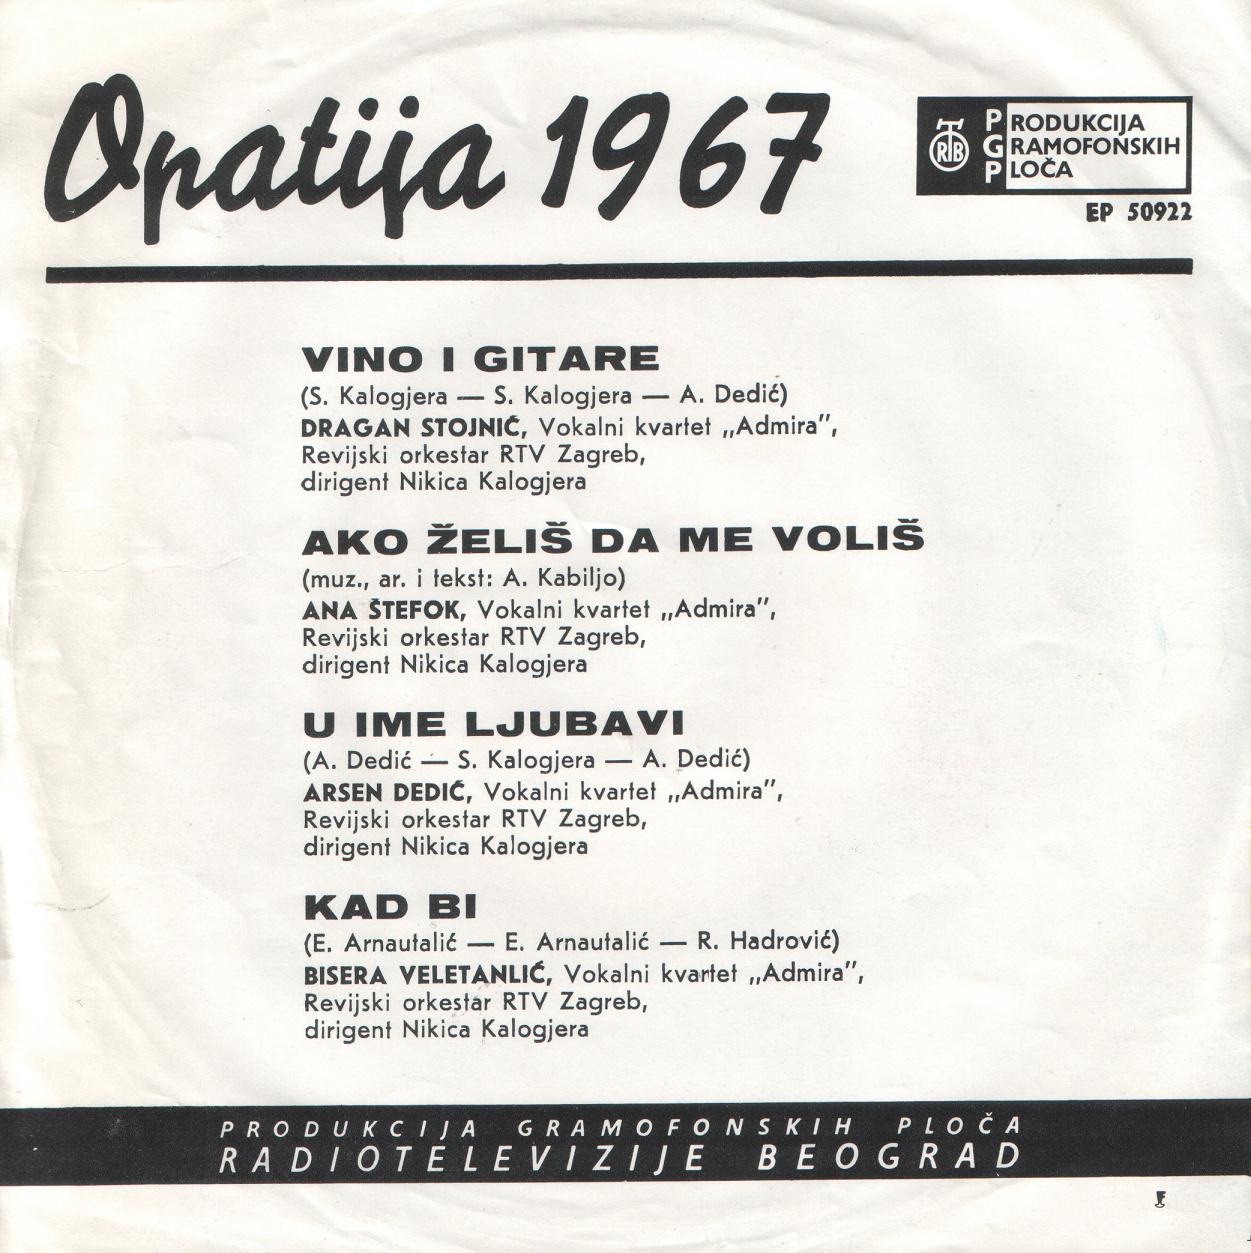 Opatija 1967
RTB
PRODUKCIJA
GRAMOFONSKIH
PLOČA
EP 50922
VINO I GITARE
(S. Kalogjera — S. Kalogjera — A. Dedić)
DRAGAN STOJNIĆ, Vokalni kvartet „Admira”,
Revijski orkestar RTV Zagreb,
dirigent Nikica Kalogjera
AKO ŽELIŠ DA ME VOLIŠ
(muz., ar. i tekst: A. Kabiljo)
ANA ŠTEFOK, Vokalni kvartet „Admira”,
Revijski orkestar RTV Zagreb,
dirigent Nikica Kalogjera
U IME LJUBAVI
(A. Dedić — S. Kalogjera — A. Dedić)
ARSEN DEDIĆ, Vokalni kvartet „Admira”,
Revijski orkestar RTV Zagreb,
dirigent Nikica Kalogjera
KAD BI
(E. Arnautalić — E. Arnautalić — R. Hadrović)
BISERA VELETANLIĆ, Vokalni kvartet „Admira”,
Revijski orkestar RTV Zagreb,
dirigent Nikica Kalogjera
PRODUKCIJA GRAMOFONSKIH PLOČA
RADIOTELEVIZIJE BEOGRAD